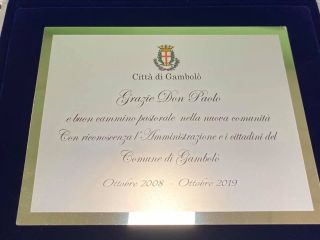 Città di Gambolò
Grazie Don Paolo
e buon cammino pastorale nella nuova comunità
Con riconoscenza l'Amministrazione e i cittadini del
Comune di Gambolò
Ottobre 2008 - Ottobre 2019